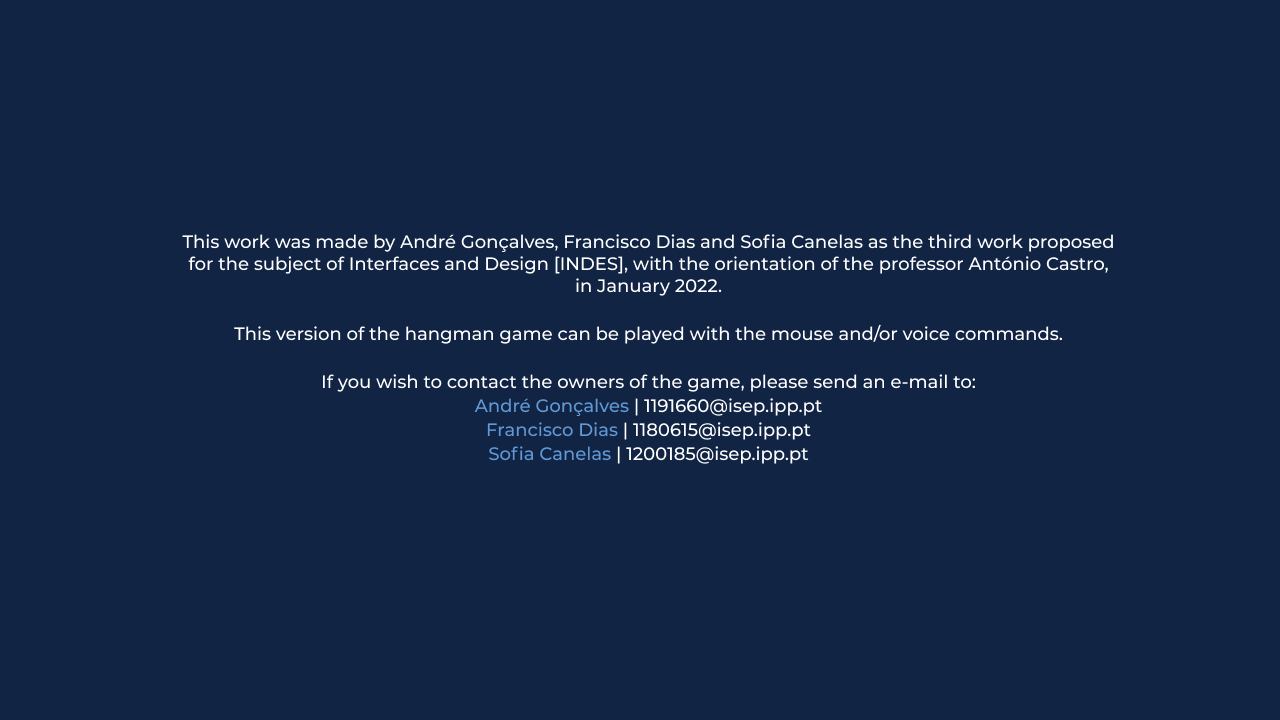 This work was made by André Gonçalves, Francisco Dias and Sofia Canelas as the third work proposed
for the subject of Interfaces and Design [INDES], with the orientation of the professor António Castro,
in January 2022.
This version of the hangman game can be played with the mouse and/or voice commands.
If you wish to contact the owners of the game, please send an e-mail to:
André Gonçalves | 1191660@isep.ipp.pt
Francisco Dias | 1180615@isep.ipp.pt
Sofia Canelas | 1200185@isep.ipp.pt